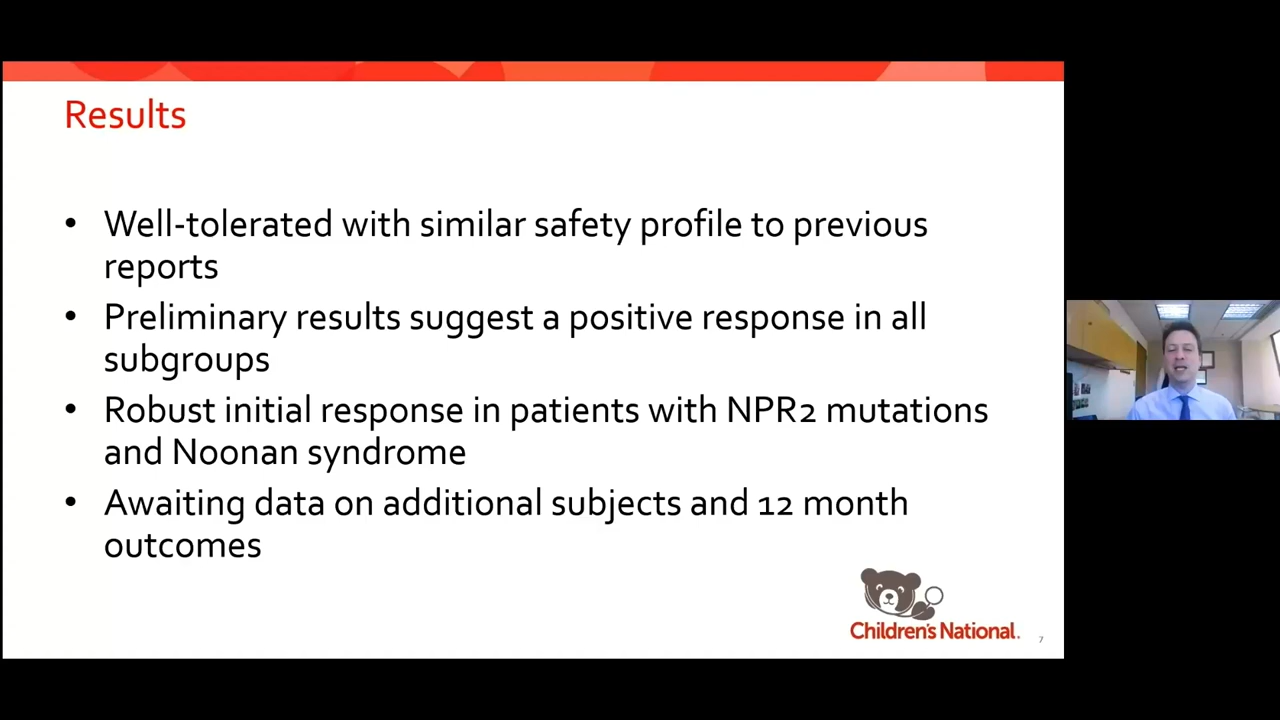 Results
• Well-tolerated with similar safety profile to previous
reports
• Preliminary results suggest a positive response in all
subgroups
• Robust initial response in patients with NPR2 mutations
and Noonan syndrome
• Awaiting data on additional subjects and 12 month
outcomes
Children's National.
7